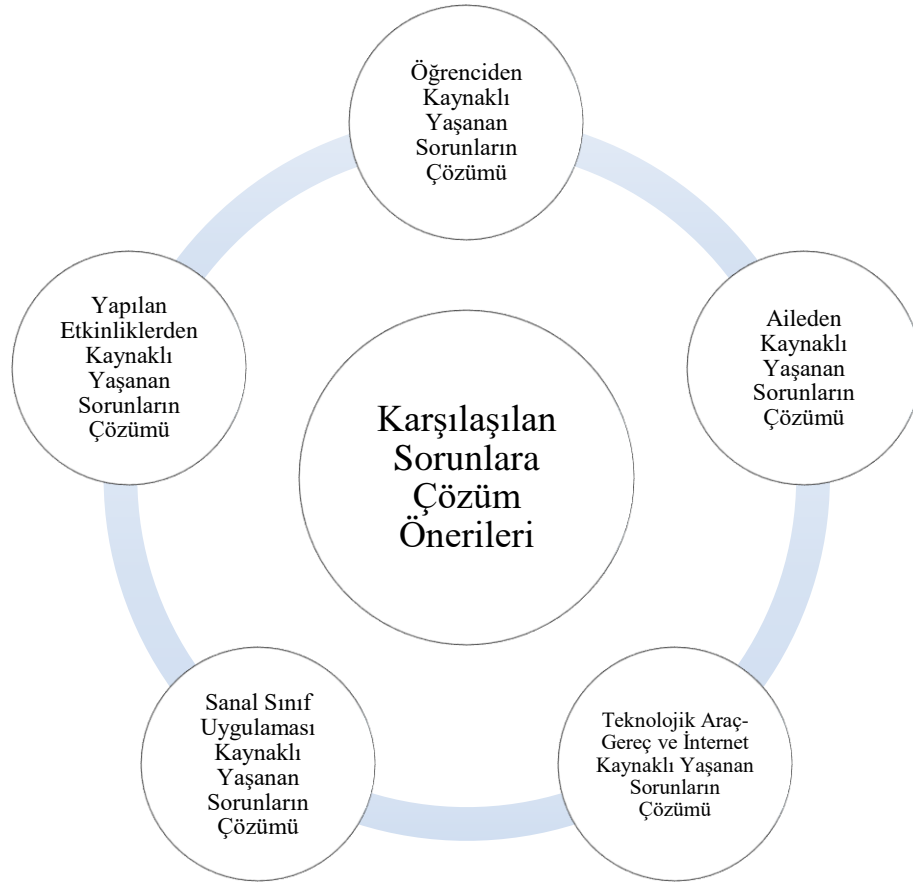 Öğrenciden
Kaynaklı
Yaşanan
Sorunların
Çözümü
Aileden
Kaynaklı
Yaşanan
Sorunların
Çözümü
Teknolojik Araç-
Gereç ve İnternet
Kaynaklı Yaşanan
Sorunların
Çözümü
Sanal Sınıf
Uygulaması
Kaynaklı
Yaşanan
Sorunların
Çözümü
Yapılan
Etkinliklerden
Kaynaklı
Yaşanan
Sorunların
Çözümü
Karşılaşılan
Sorunlara
Çözüm
Önerileri